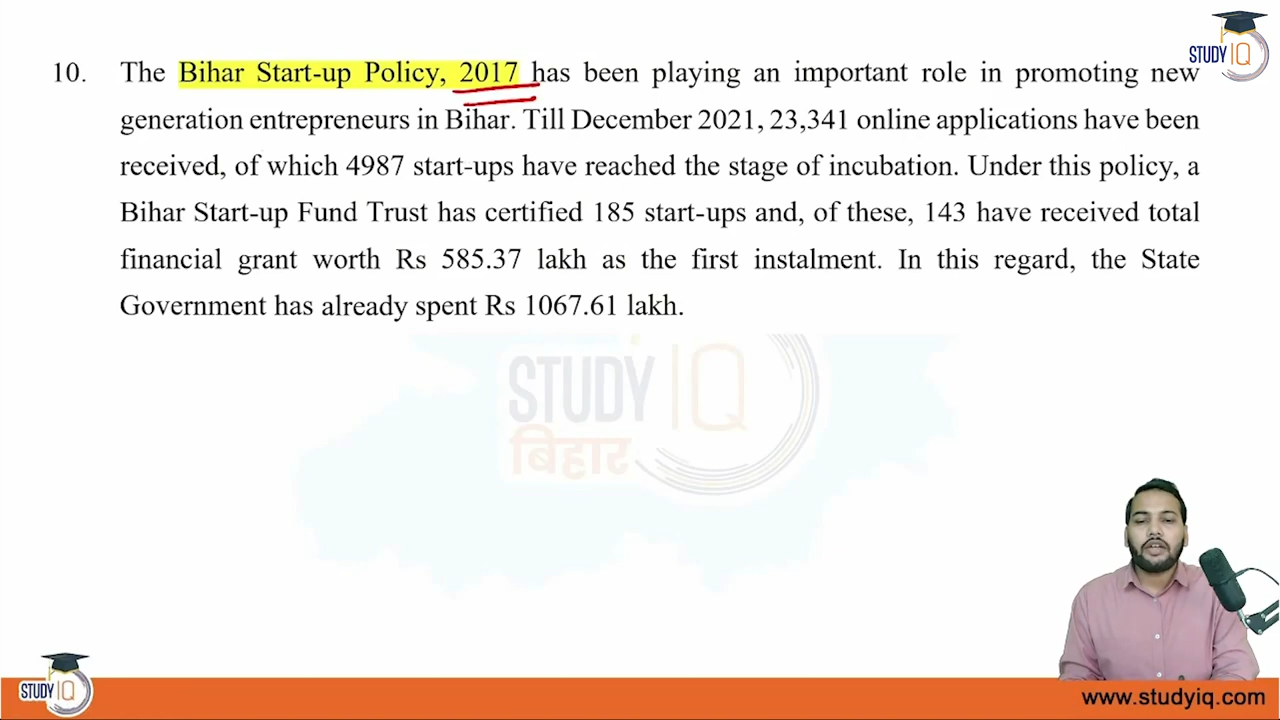 STUDY IQ
10. The Bihar Start-up Policy, 2017 has been playing an important role in promoting new
generation entrepreneurs in Bihar. Till December 2021, 23,341 online applications have been
received, of which 4987 start-ups have reached the stage of incubation. Under this policy, a
Bihar Start-up Fund Trust has certified 185 start-ups and, of these, 143 have received total
financial grant worth Rs 585.37 lakh as the first instalment. In this regard, the State
Government has already spent Rs 1067.61 lakh.
STUDY IQ
बिहार
STUDY IQ
www.studyiq.com